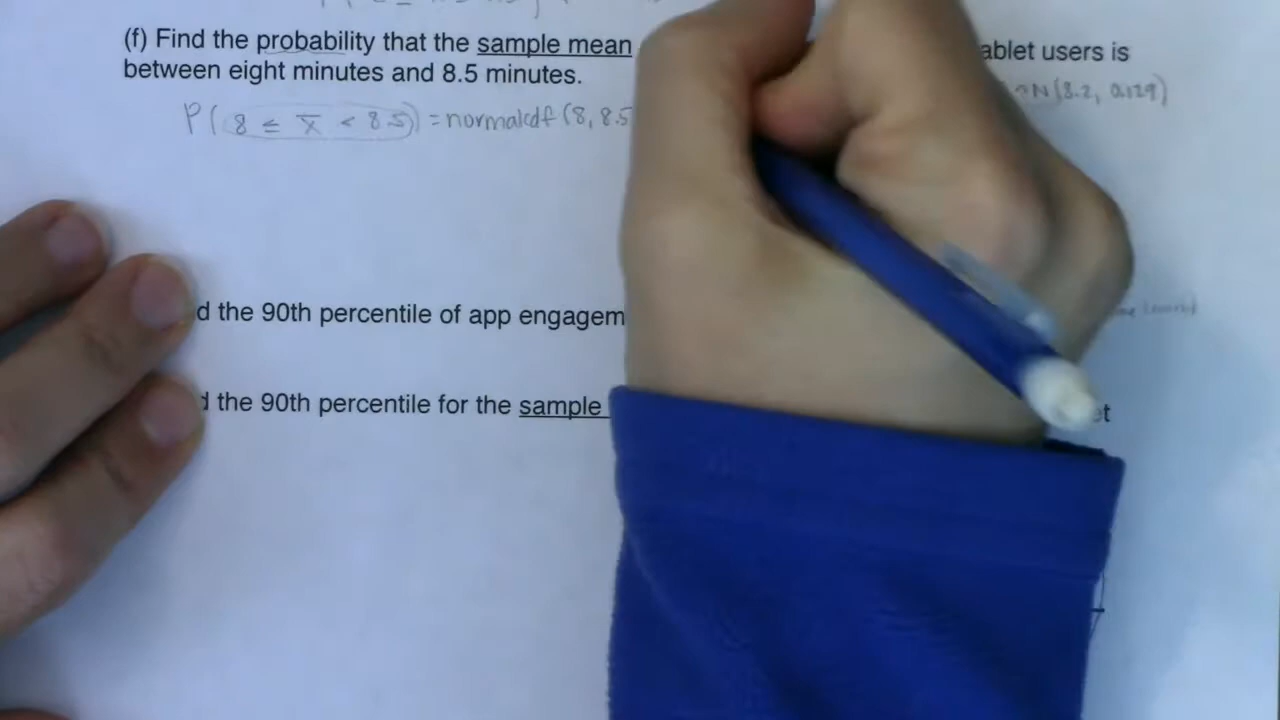 (f) Find the probability that the sample mean ablet users is
between eight minutes and 8.5 minutes.
~N(8.2, 0.129)
P(8 ≤ x̄ < 8.5) = normalcdf (8, 8.5
d the 90th percentile of app engagem
d the 90th percentile for the sample et